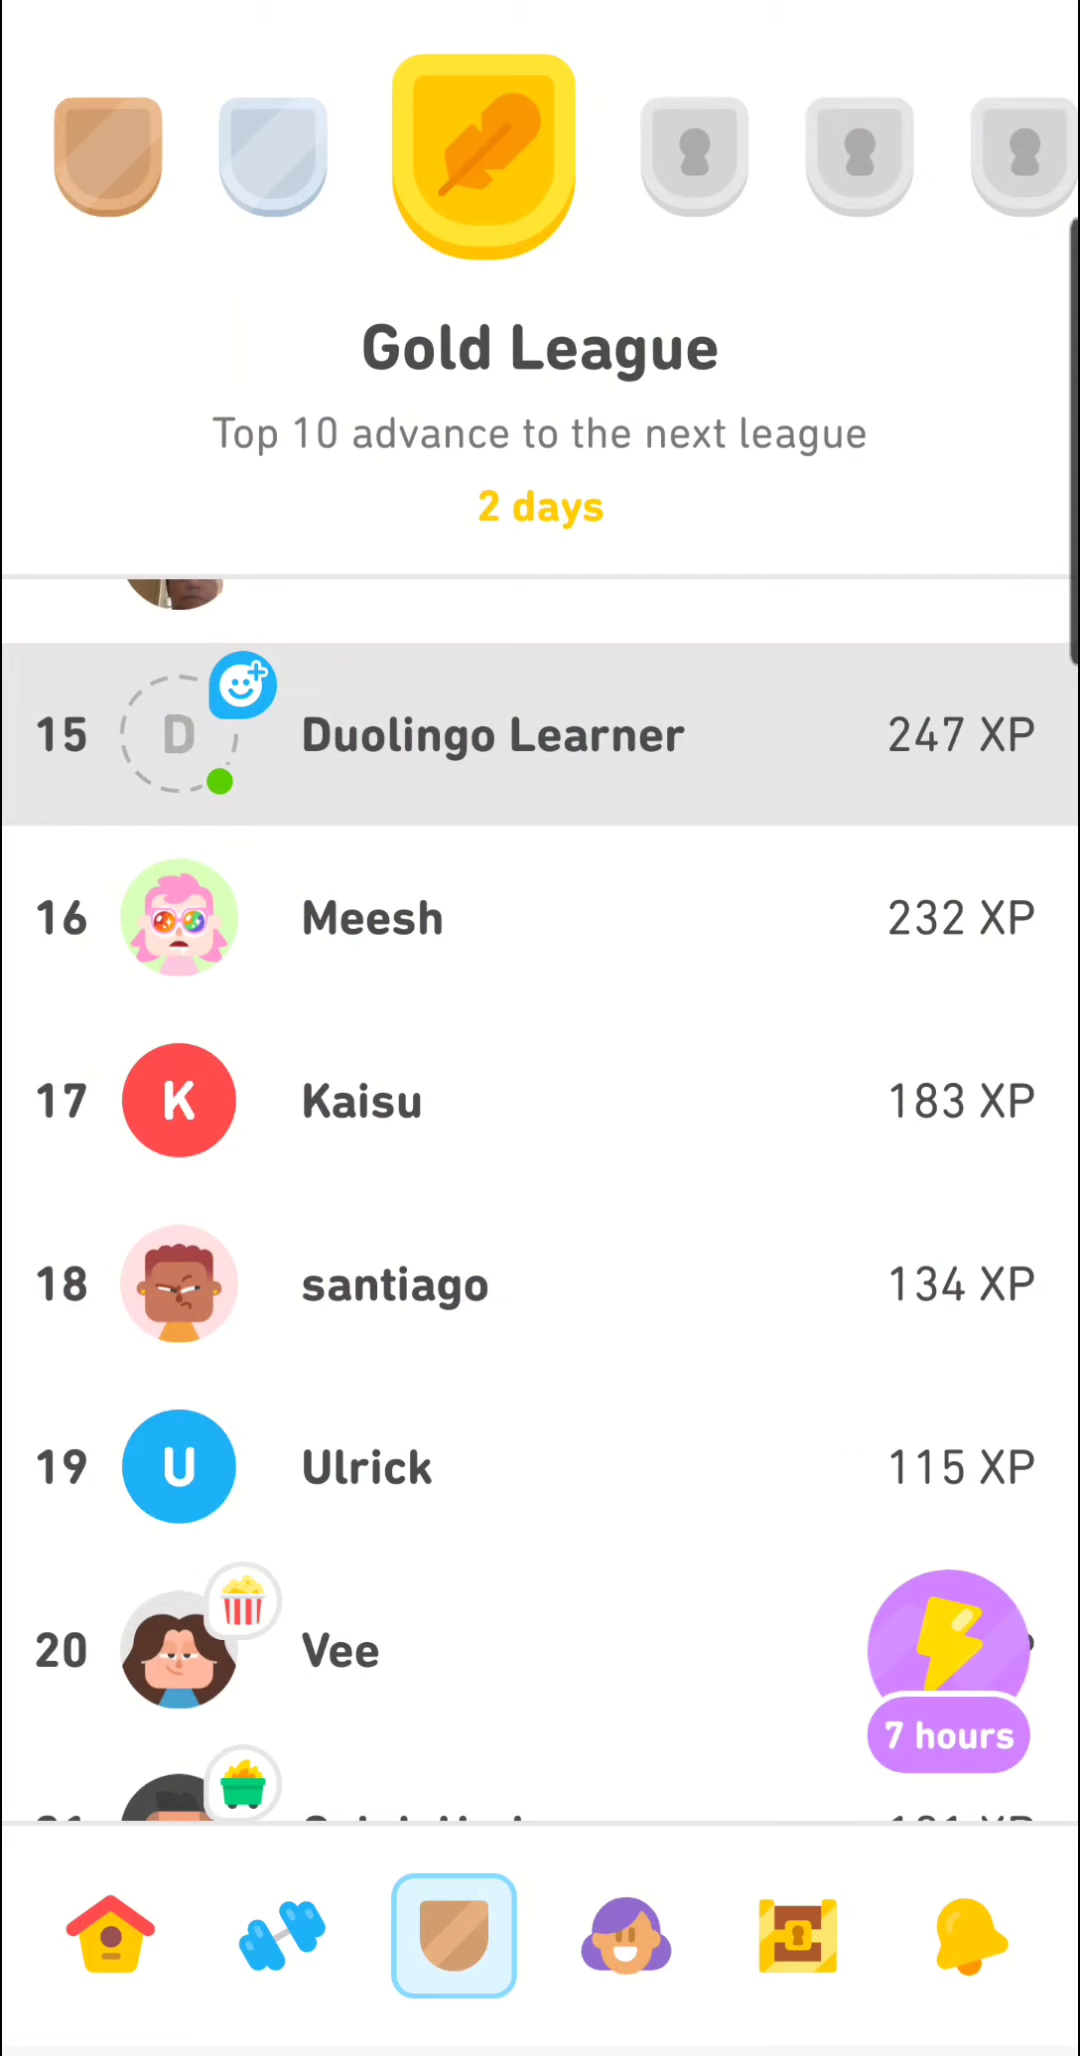 Gold League
Top 10 advance to the next league
2 days
15 D Duolingo Learner 247 XP
16 Meesh 232 XP
17 K Kaisu 183 XP
18 santiago 134 XP
19 U Ulrick 115 XP
20 Vee
7 hours